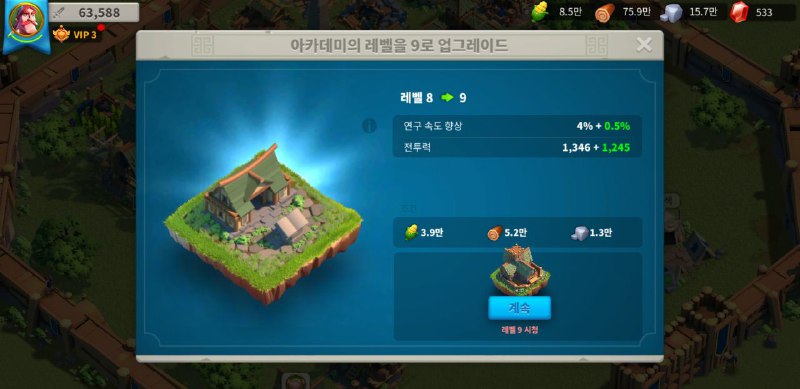 63,588
8.5만
75.9만
15.7만
533
VIP 3
아카데미의 레벨을 9로 업그레이드
레벨 8 9
연구 속도 향상 4% + 0.5%
전투력 1,346 + 1,245
3.9만 5.2만 1.3만
계속
레벨 9 시청